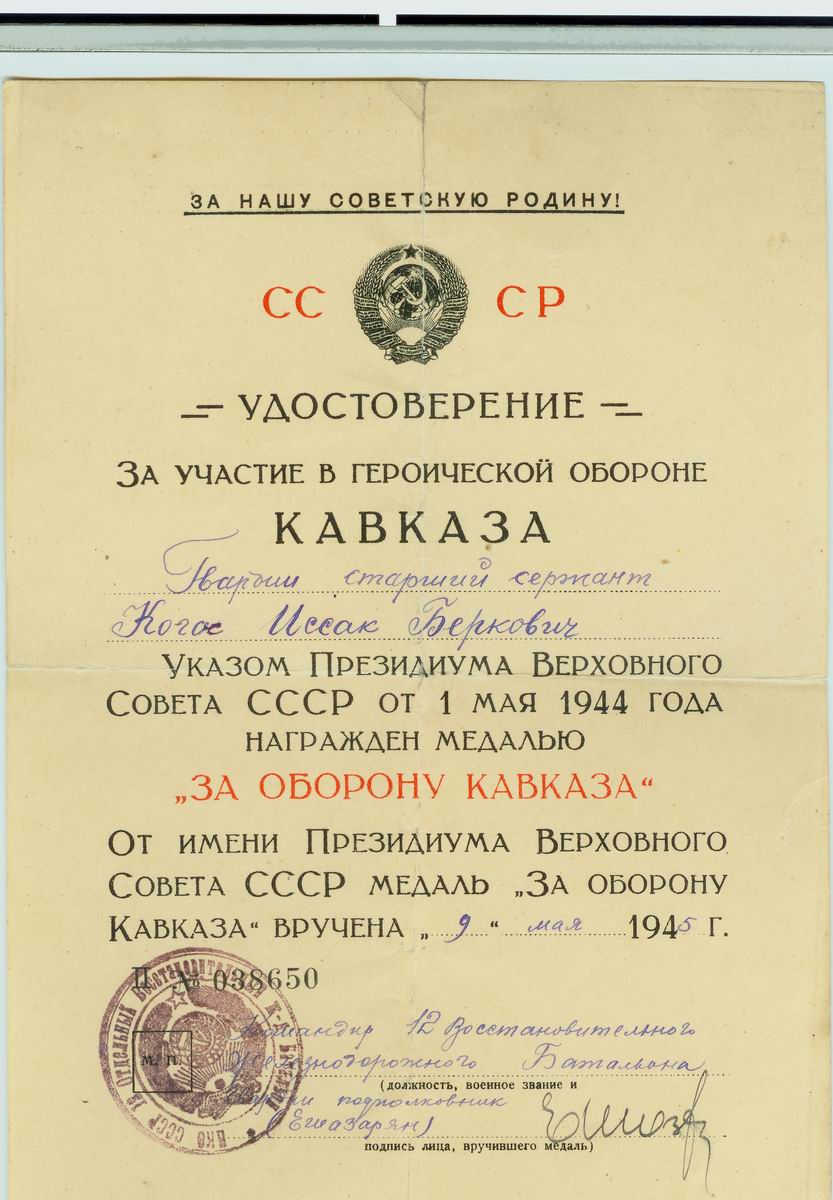 ЗА НАШУ СОВЕТСКУЮ РОДИНУ!
СС СР
УДОСТОВЕРЕНИЕ
За участие в героической обороне
КАВКАЗА
Гвардии старший сержант
Коган Иссак Беркович
Указом Президиума Верховного
Совета СССР от 1 мая 1944 года
награжден медалью
„ЗА ОБОРОНУ КАВКАЗА“
От имени Президиума Верховного
Совета СССР медаль „За оборону
Кавказа“ вручена „ 9 “ мая 1945 г.
П № 038650
Командир 12 Восстановительного
М. П. Железнодорожного Батальона
(должность, военное звание и
Гвардии подполковник
(Егиазарян)
подпись лица, вручившего медаль)